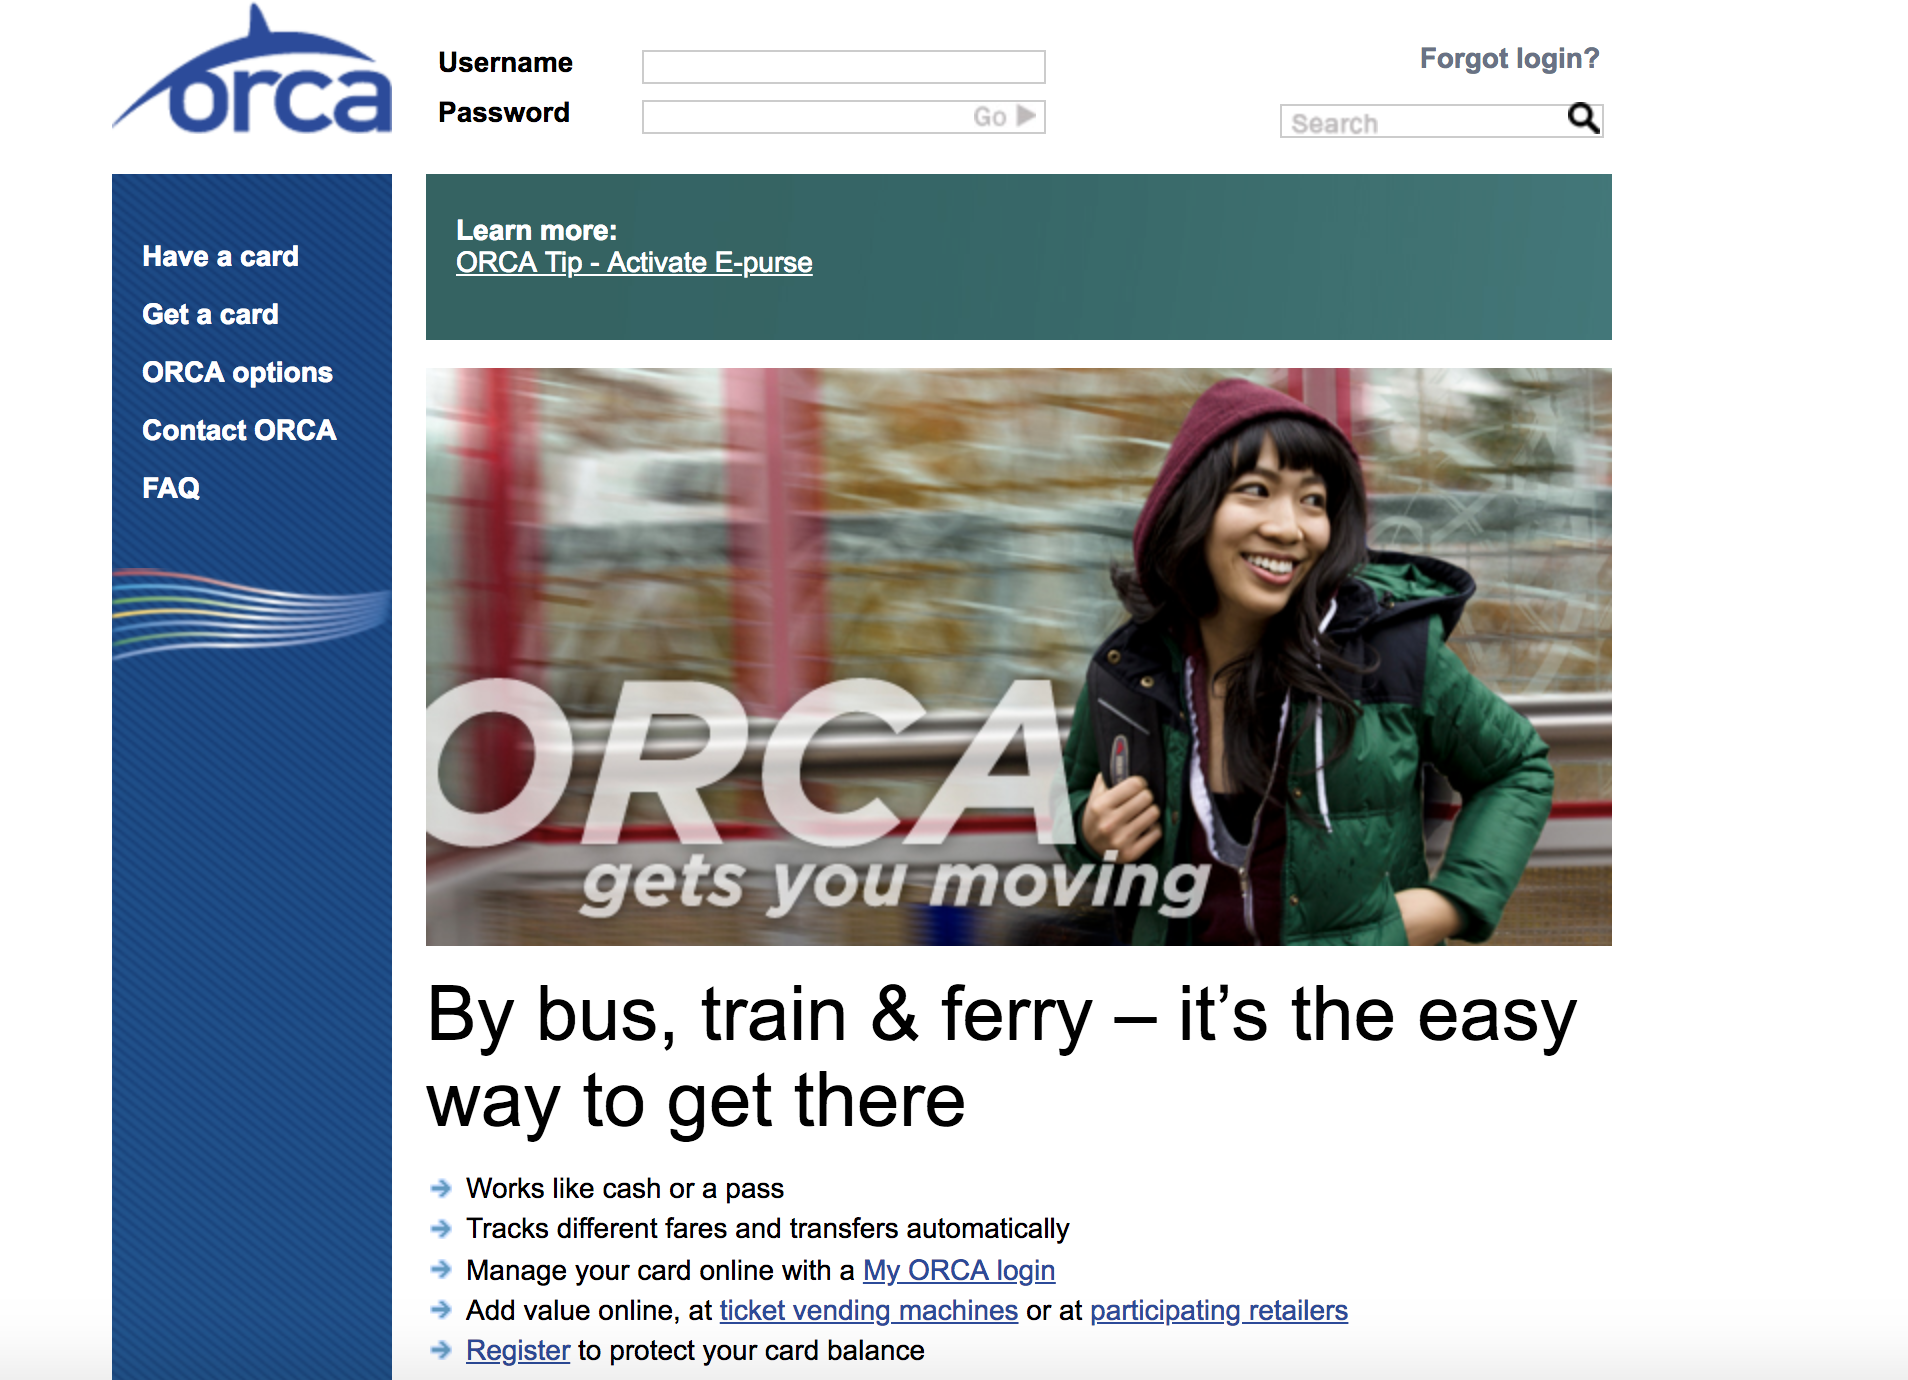 orca
Username
Password
Go
Forgot login?
Search
Have a card
Get a card
ORCA options
Contact ORCA
FAQ
Learn more:
ORCA Tip - Activate E-purse
ORCA
gets you moving
By bus, train & ferry – it’s the easy
way to get there
Works like cash or a pass
Tracks different fares and transfers automatically
Manage your card online with a My ORCA login
Add value online, at ticket vending machines or at participating retailers
Register to protect your card balance